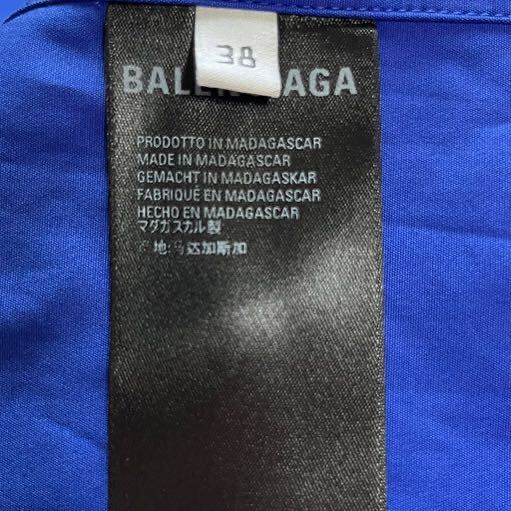 38
BALENCIAGA
PRODOTTO IN MADAGASCAR
MADE IN MADAGASCAR
GEMACHT IN MADAGASKAR
FABRIQUÉ EN MADAGASCAR
HECHO EN MADAGASCAR
マダガスカル製
产地:马达加斯加